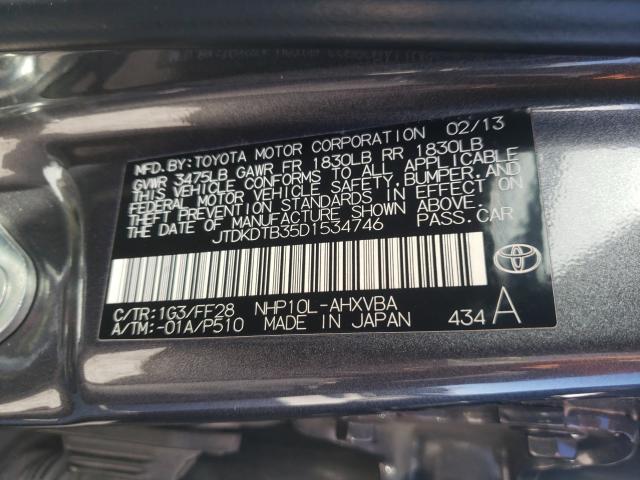 MFD.BY:TOYOTA MOTOR CORPORATION 02/13
GVWR 3475LB GAWR FR 1830LB RR 1830LB
THIS VEHICLE CONFORMS TO ALL APPLICABLE
FEDERAL MOTOR VEHICLE SAFETY,BUMPER,AND
THEFT PREVENTION STANDARDS IN EFFECT ON
THE DATE OF MANUFACTURE SHOWN ABOVE.
JTDKDTB35D1534746 PASS.CAR
C/TR:1G3/FF28 NHP10L-AHXVBA
A/TM:-01A/P510 MADE IN JAPAN 434 A